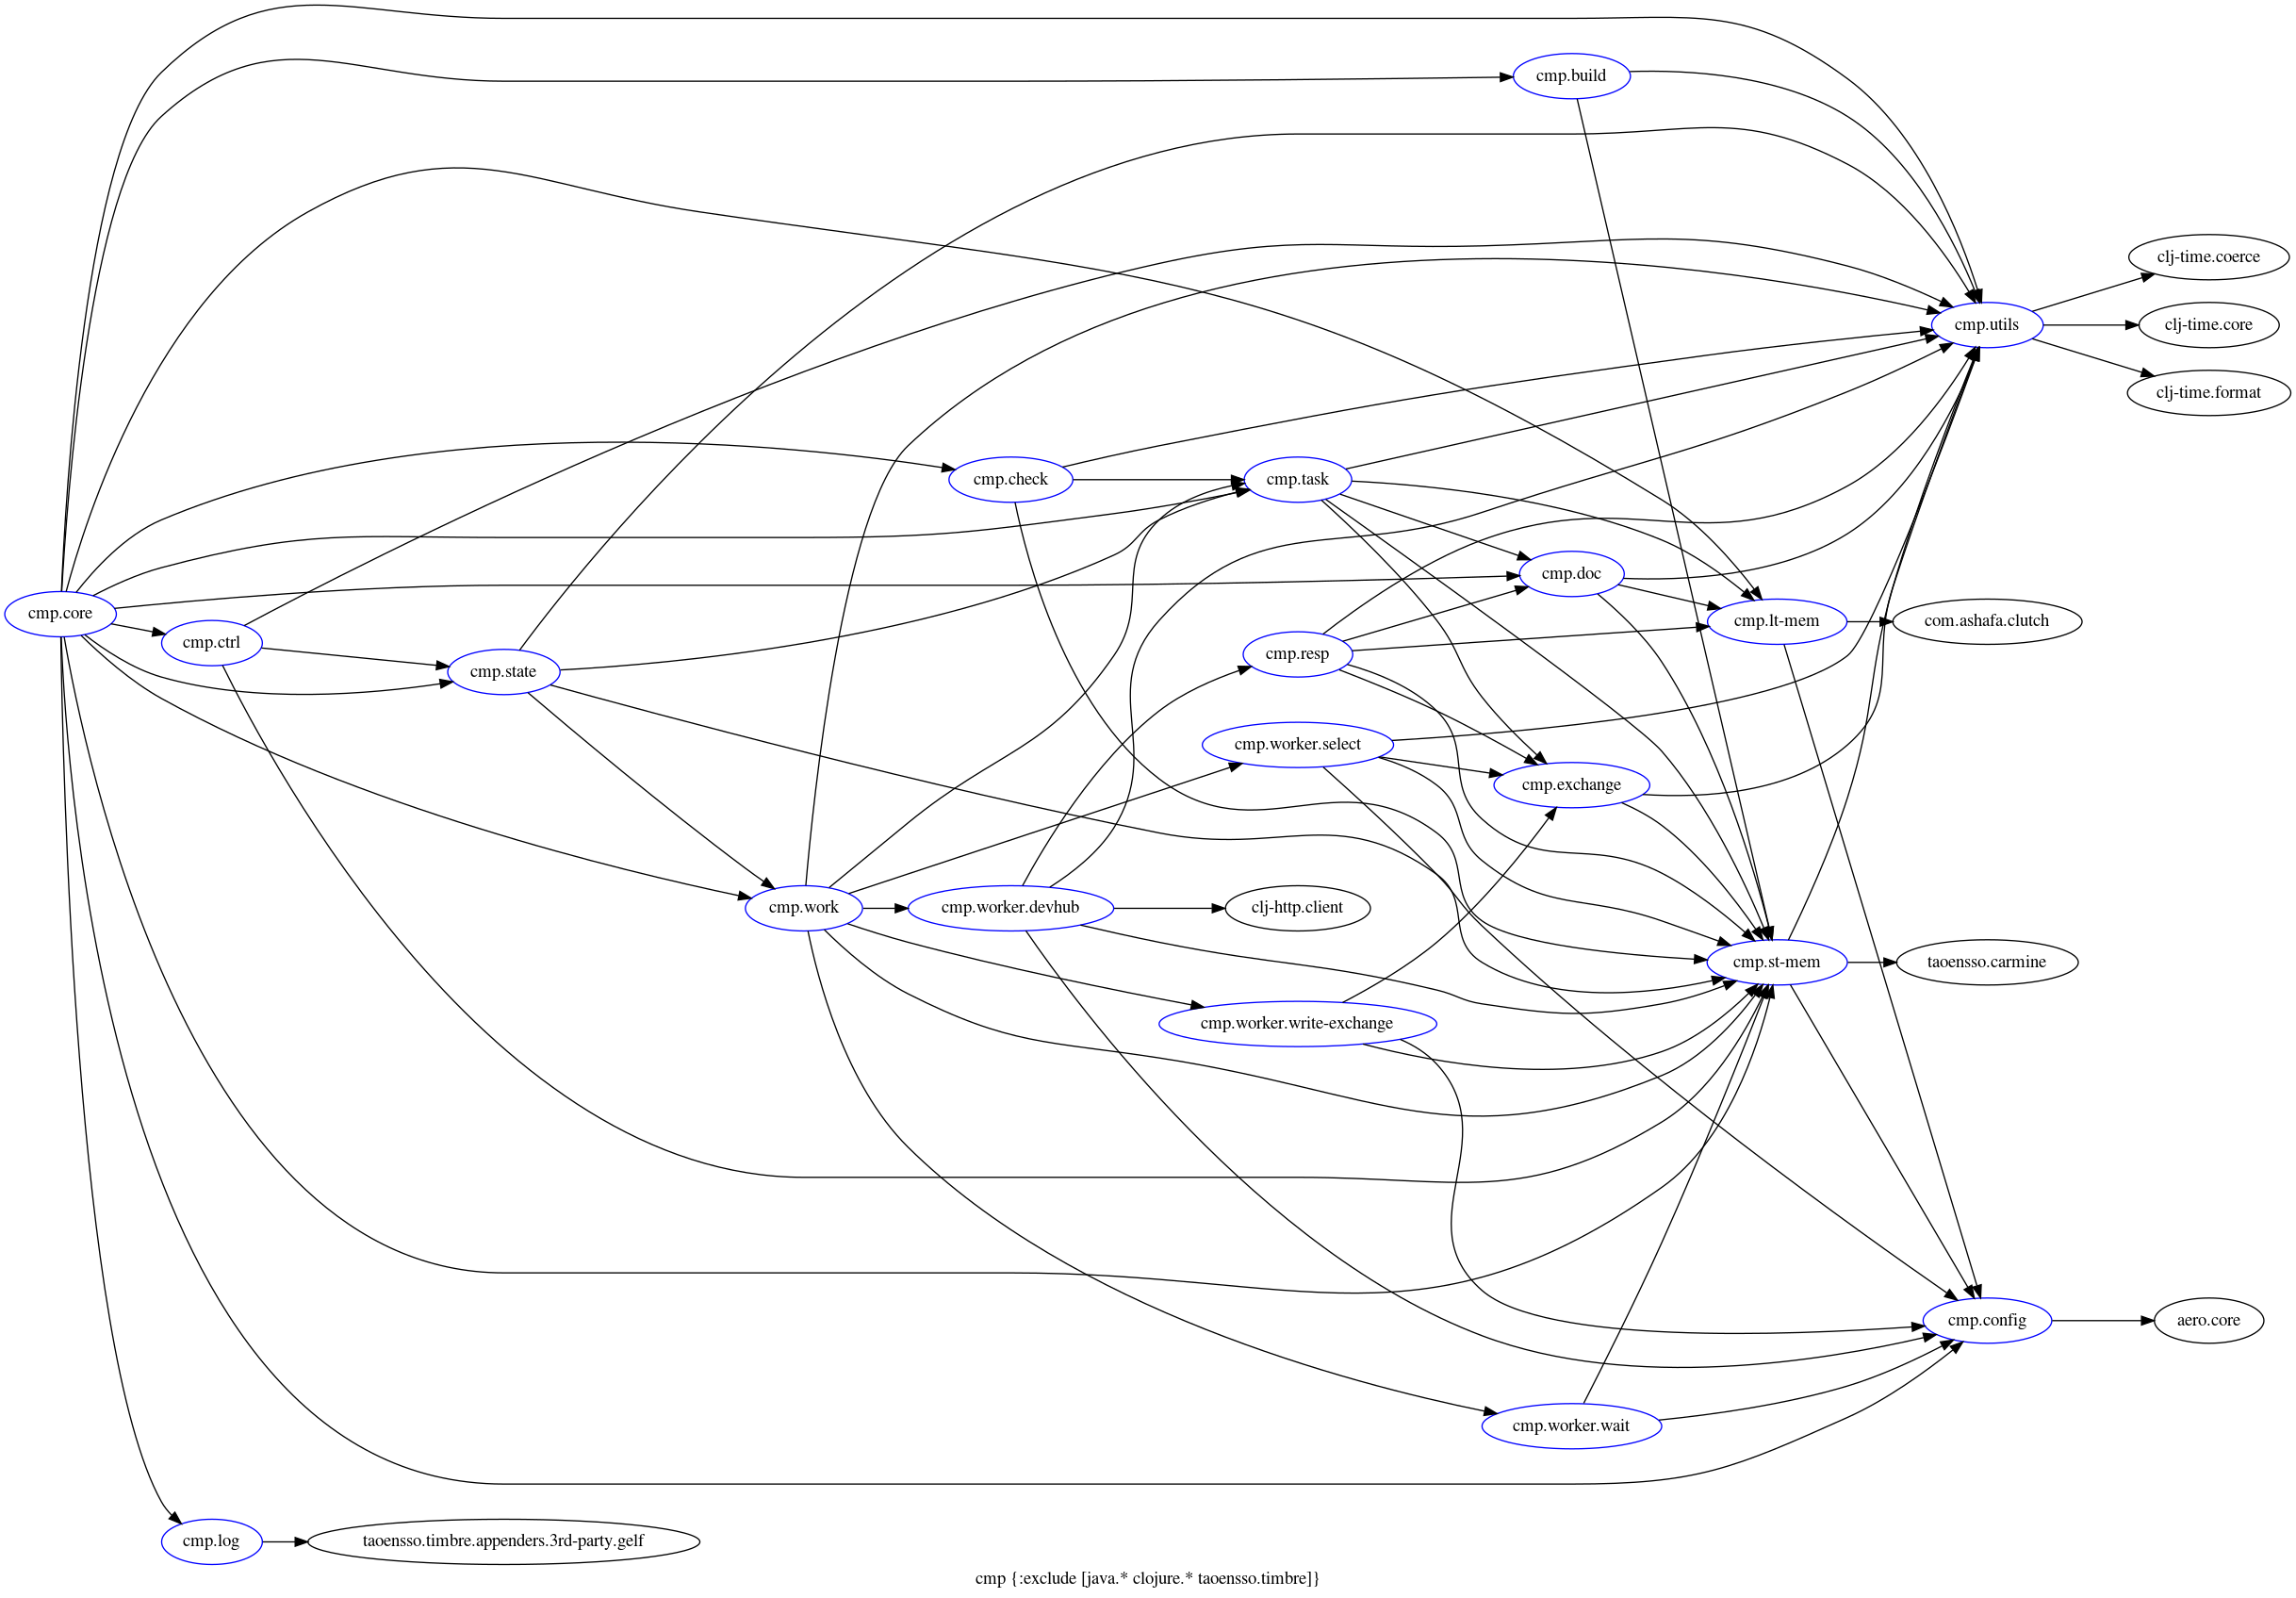 cmp.build
clj-time.coerce
cmp.utils
clj-time.core
clj-time.format
cmp.check
cmp.task
cmp.doc
cmp.core
cmp.lt-mem
com.ashafa.clutch
cmp.ctrl
cmp.resp
cmp.state
cmp.worker.select
cmp.exchange
cmp.work
cmp.worker.devhub
clj-http.client
cmp.st-mem
taoensso.carmine
cmp.worker.write-exchange
cmp.config
aero.core
cmp.worker.wait
cmp.log
taoensso.timbre.appenders.3rd-party.gelf
cmp {:exclude [java.* clojure.* taoensso.timbre]}